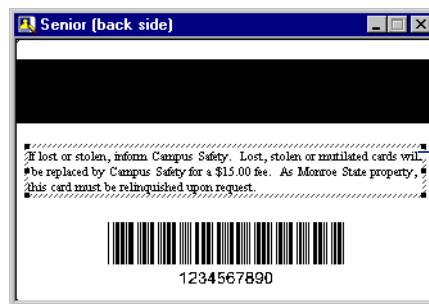 Senior (back side)
If lost or stolen, inform Campus Safety. Lost, stolen or mutilated cards will
be replaced by Campus Safety for a $15.00 fee. As Monroe State property,
this card must be relinquished upon request.
1234567890